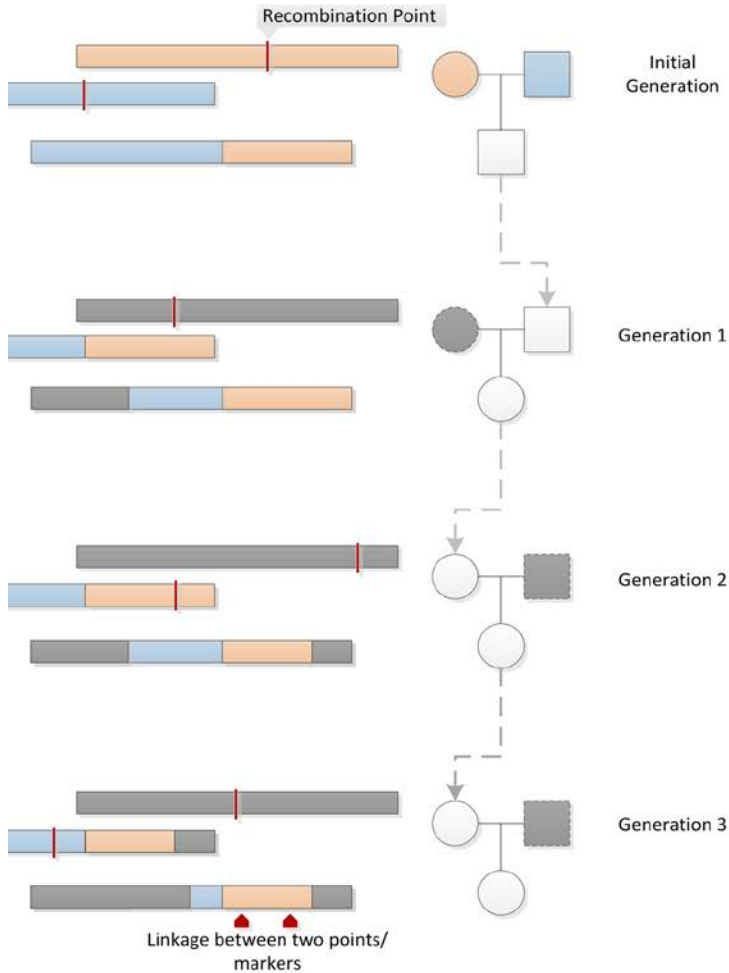 Recombination Point
Initial
Generation
Generation 1
Generation 2
Generation 3
Linkage between two points/
markers